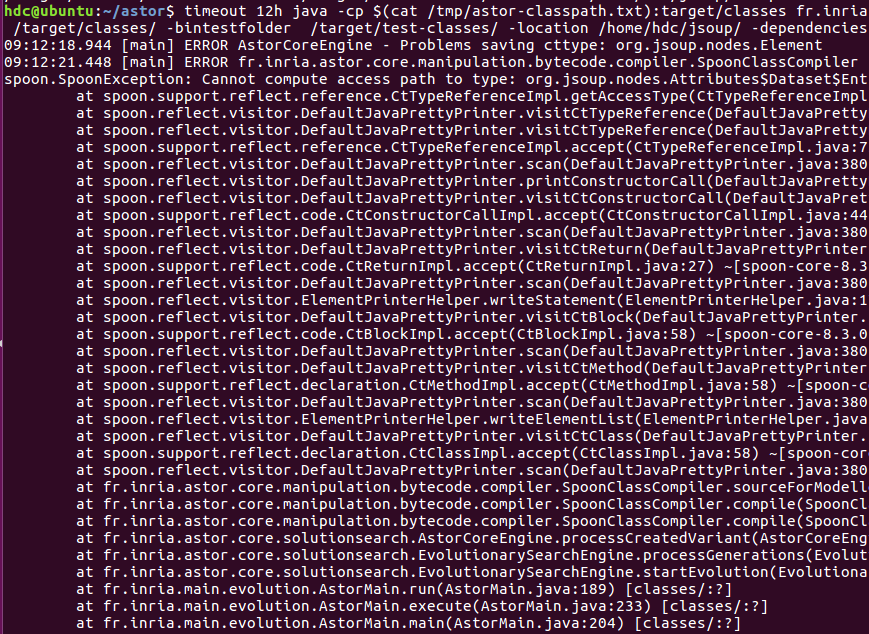 hdc@ubuntu:~/astor$ timeout 12h java -cp $(cat /tmp/astor-classpath.txt):target/classes fr.inria
/target/classes/ -bintestfolder  /target/test-classes/ -location /home/hdc/jsoup/ -dependencies
09:12:18.944 [main] ERROR AstorCoreEngine - Problems saving cttype: org.jsoup.nodes.Element
09:12:21.448 [main] ERROR fr.inria.astor.core.manipulation.bytecode.compiler.SpoonClassCompiler
spoon.SpoonException: Cannot compute access path to type: org.jsoup.nodes.Attributes$Dataset$Ent
at spoon.support.reflect.reference.CtTypeReferenceImpl.getAccessType(CtTypeReferenceImpl
at spoon.reflect.visitor.DefaultJavaPrettyPrinter.visitCtTypeReference(DefaultJavaPretty
at spoon.reflect.visitor.DefaultJavaPrettyPrinter.visitCtTypeReference(DefaultJavaPretty
at spoon.support.reflect.reference.CtTypeReferenceImpl.accept(CtTypeReferenceImpl.java:7
at spoon.reflect.visitor.DefaultJavaPrettyPrinter.scan(DefaultJavaPrettyPrinter.java:380
at spoon.reflect.visitor.DefaultJavaPrettyPrinter.printConstructorCall(DefaultJavaPretty
at spoon.reflect.visitor.DefaultJavaPrettyPrinter.visitCtConstructorCall(DefaultJavaPret
at spoon.support.reflect.code.CtConstructorCallImpl.accept(CtConstructorCallImpl.java:44
at spoon.reflect.visitor.DefaultJavaPrettyPrinter.scan(DefaultJavaPrettyPrinter.java:380
at spoon.reflect.visitor.DefaultJavaPrettyPrinter.visitCtReturn(DefaultJavaPrettyPrinter
at spoon.support.reflect.code.CtReturnImpl.accept(CtReturnImpl.java:27) ~[spoon-core-8.3
at spoon.reflect.visitor.DefaultJavaPrettyPrinter.scan(DefaultJavaPrettyPrinter.java:380
at spoon.reflect.visitor.ElementPrinterHelper.writeStatement(ElementPrinterHelper.java:1
at spoon.reflect.visitor.DefaultJavaPrettyPrinter.visitCtBlock(DefaultJavaPrettyPrinter.
at spoon.support.reflect.code.CtBlockImpl.accept(CtBlockImpl.java:58) ~[spoon-core-8.3.0
at spoon.reflect.visitor.DefaultJavaPrettyPrinter.scan(DefaultJavaPrettyPrinter.java:380
at spoon.reflect.visitor.DefaultJavaPrettyPrinter.visitCtMethod(DefaultJavaPrettyPrinter
at spoon.support.reflect.declaration.CtMethodImpl.accept(CtMethodImpl.java:58) ~[spoon-c
at spoon.reflect.visitor.DefaultJavaPrettyPrinter.scan(DefaultJavaPrettyPrinter.java:380
at spoon.reflect.visitor.ElementPrinterHelper.writeElementList(ElementPrinterHelper.java
at spoon.reflect.visitor.DefaultJavaPrettyPrinter.visitCtClass(DefaultJavaPrettyPrinter.
at spoon.support.reflect.declaration.CtClassImpl.accept(CtClassImpl.java:58) ~[spoon-cor
at spoon.reflect.visitor.DefaultJavaPrettyPrinter.scan(DefaultJavaPrettyPrinter.java:380
at fr.inria.astor.core.manipulation.bytecode.compiler.SpoonClassCompiler.sourceForModell
at fr.inria.astor.core.manipulation.bytecode.compiler.SpoonClassCompiler.compile(SpoonCl
at fr.inria.astor.core.manipulation.bytecode.compiler.SpoonClassCompiler.compile(SpoonCl
at fr.inria.astor.core.solutionsearch.AstorCoreEngine.processCreatedVariant(AstorCoreEng
at fr.inria.astor.core.solutionsearch.EvolutionarySearchEngine.processGenerations(Evolut
at fr.inria.astor.core.solutionsearch.EvolutionarySearchEngine.startEvolution(Evolutiona
at fr.inria.main.evolution.AstorMain.run(AstorMain.java:189) [classes/:?]
at fr.inria.main.evolution.AstorMain.execute(AstorMain.java:233) [classes/:?]
at fr.inria.main.evolution.AstorMain.main(AstorMain.java:204) [classes/:?]